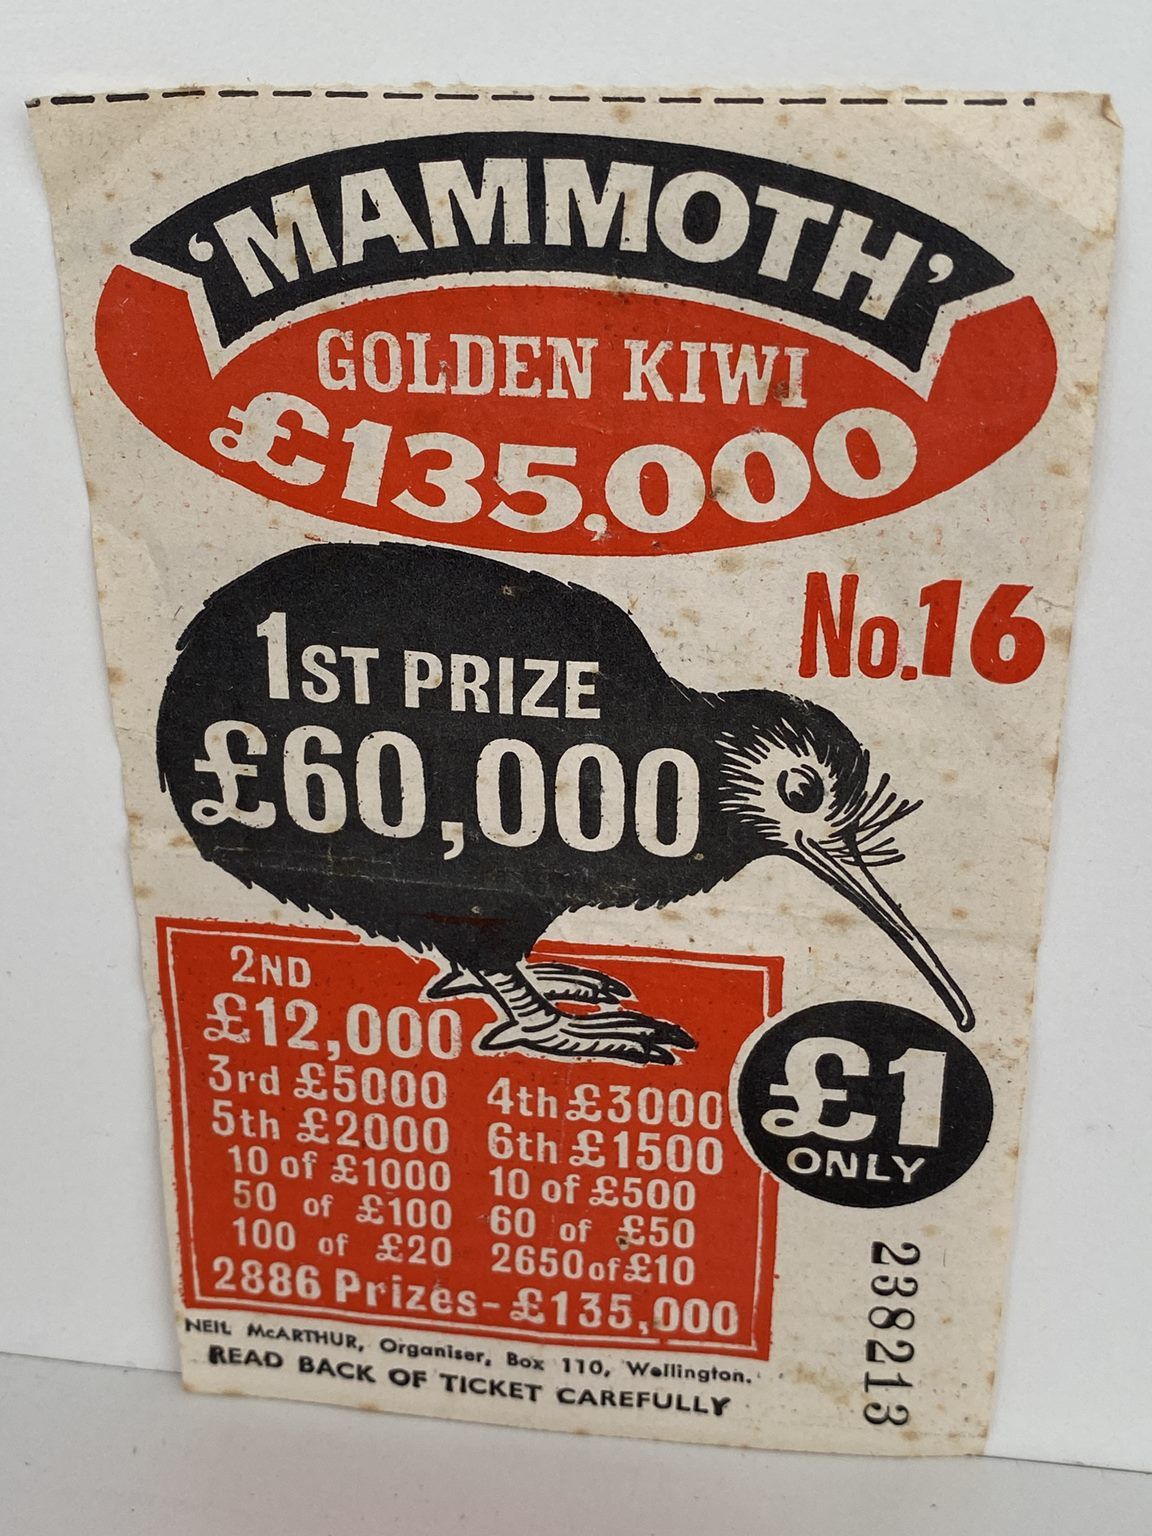 'MAMMOTH'
GOLDEN KIWI
£135,000
No.16
1ST PRIZE
£60,000
2ND
£12,000
3rd £5000 4th £3000
5th £2000 6th £1500
10 of £1000 10 of £500
50 of £100 60 of £50
100 of £20 2650 of £10
2886 Prizes - £135,000
£1
ONLY
238213
NEIL McARTHUR, Organiser, Box 110, Wellington.
READ BACK OF TICKET CAREFULLY